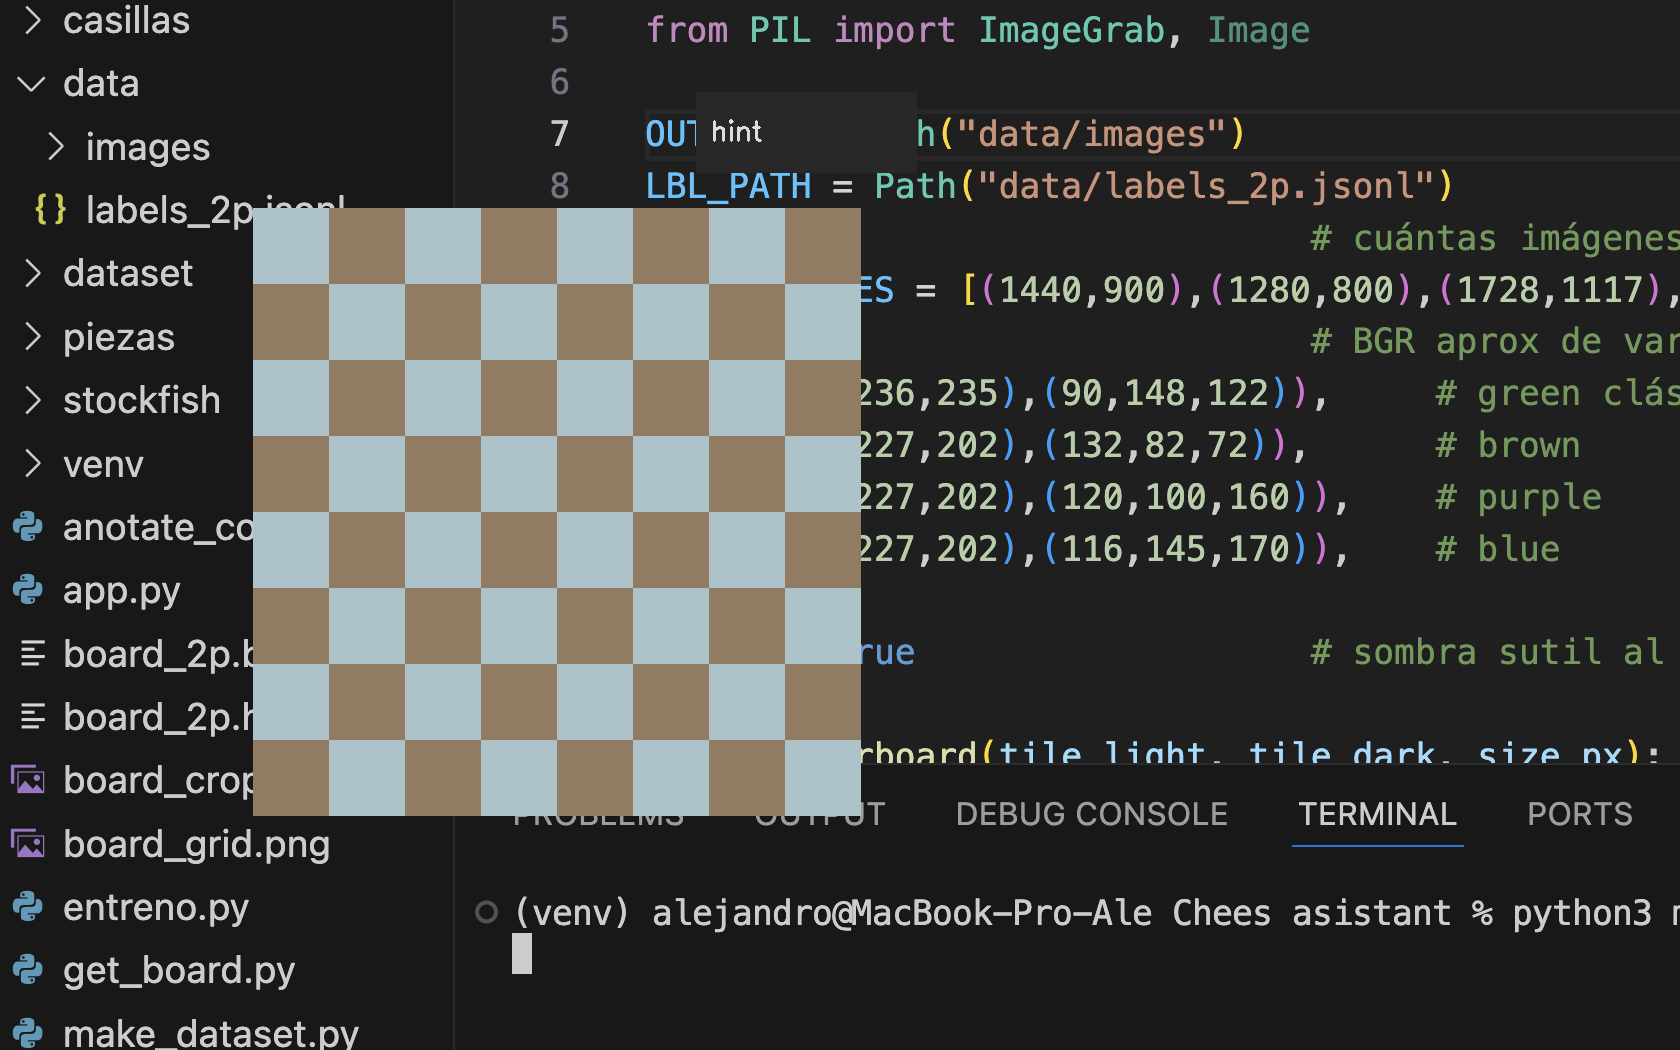 casillas
data
images
labels_2p.jsonl
dataset
piezas
stockfish
venv
anotate_co
app.py
board_2p.b
board_2p.h
board_crop
board_grid.png
entreno.py
get_board.py
make_dataset.py
5 from PIL import ImageGrab, Image
6
7 OUT h("data/images")
hint
8 LBL_PATH = Path("data/labels_2p.jsonl")
# cuántas imágenes
ES = [(1440,900),(1280,800),(1728,1117),
# BGR aprox de var
236,235),(90,148,122)), # green clás
227,202),(132,82,72)), # brown
227,202),(120,100,160)), # purple
227,202),(116,145,170)), # blue
rue # sombra sutil al
rboard(tile_light, tile_dark, size_px):
PROBLEMS OUTPUT DEBUG CONSOLE TERMINAL PORTS
(venv) alejandro@MacBook-Pro-Ale Chees asistant % python3 m